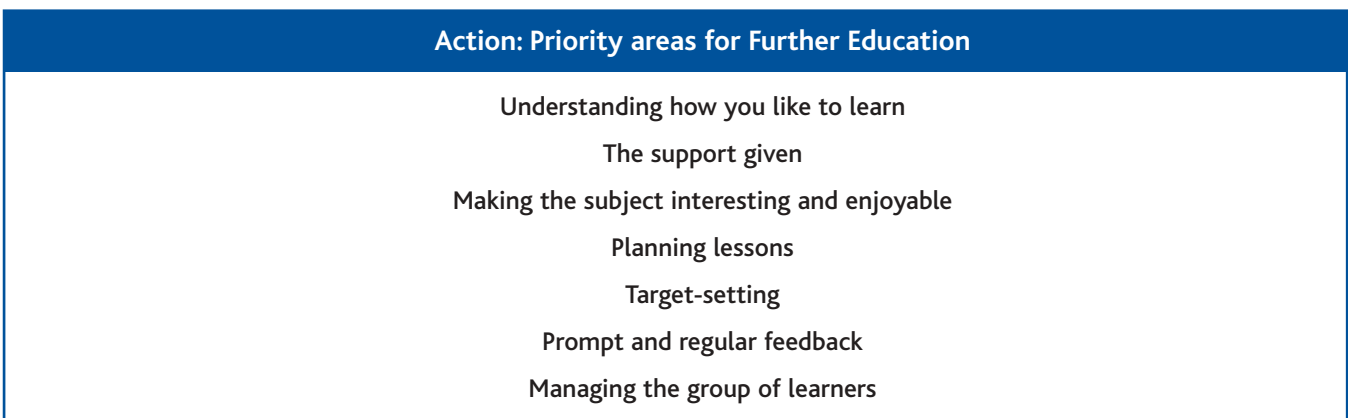 Action: Priority areas for Further Education
Understanding how you like to learn
The support given
Making the subject interesting and enjoyable
Planning lessons
Target-setting
Prompt and regular feedback
Managing the group of learners